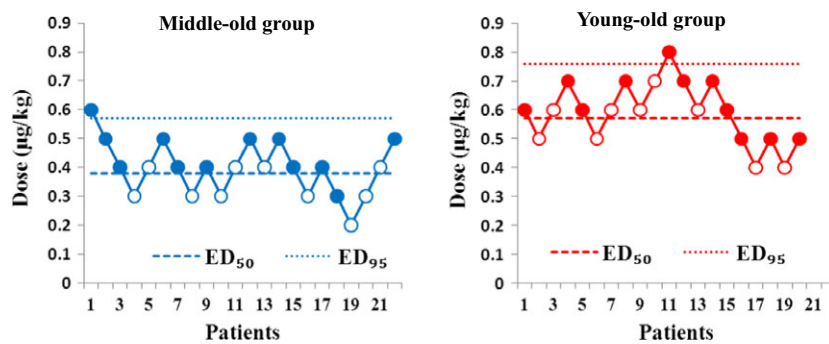 Middle-old group
0.9
0.8
0.7
0.6
0.5
0.4
0.3
0.2
0.1
0
Dose (µg/kg)
ED₅₀ ED₉₅
1 3 5 7 9 11 13 15 17 19 21
Patients
Young-old group
0.9
0.8
0.7
0.6
0.5
0.4
0.3
0.2
0.1
0
Dose (µg/kg)
ED₅₀ ED₉₅
1 3 5 7 9 11 13 15 17 19 21
Patients